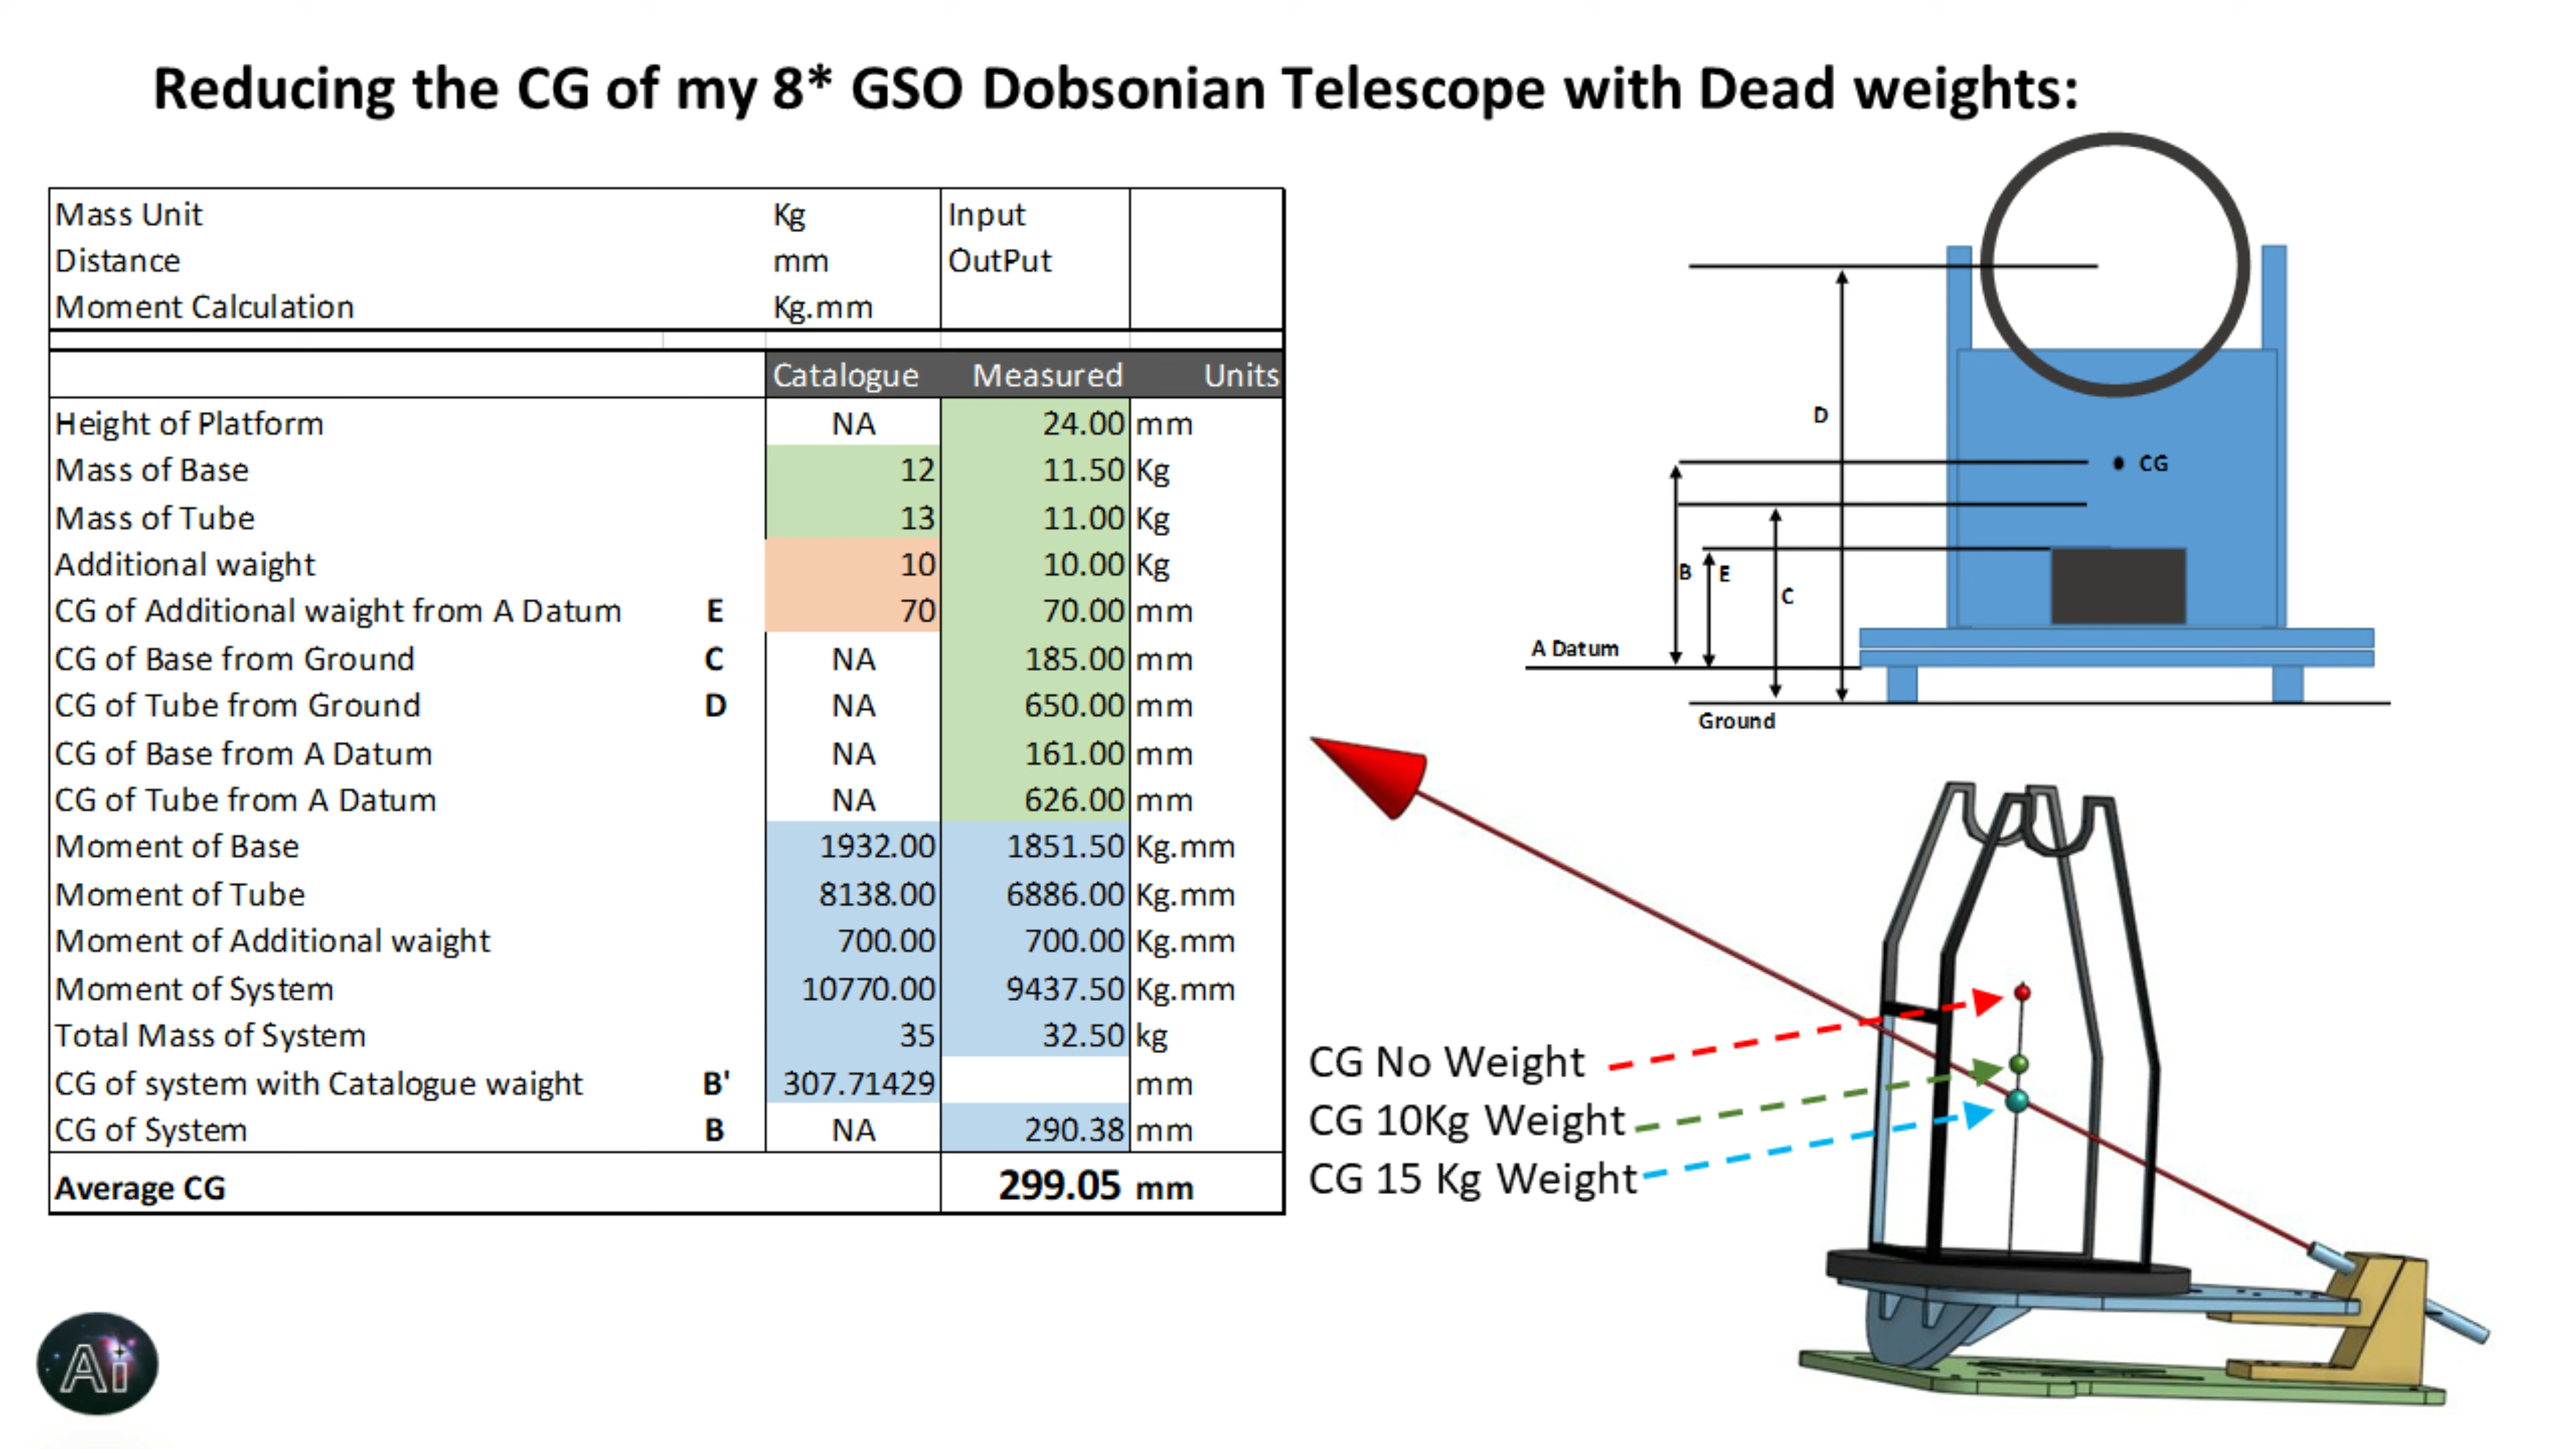 Reducing the CG of my 8* GSO Dobsonian Telescope with Dead weights:
Mass Unit Kg Input
Distance mm OutPut
Moment Calculation Kg.mm
Catalogue Measured Units
Height of Platform NA 24.00 mm
Mass of Base 12 11.50 Kg
Mass of Tube 13 11.00 Kg
Additional waight 10 10.00 Kg
CG of Additional waight from A Datum E 70 70.00 mm
CG of Base from Ground C NA 185.00 mm
CG of Tube from Ground D NA 650.00 mm
CG of Base from A Datum NA 161.00 mm
CG of Tube from A Datum NA 626.00 mm
Moment of Base 1932.00 1851.50 Kg.mm
Moment of Tube 8138.00 6886.00 Kg.mm
Moment of Additional waight 700.00 700.00 Kg.mm
Moment of System 10770.00 9437.50 Kg.mm
Total Mass of System 35 32.50 kg
CG of system with Catalogue waight B' 307.71429 mm
CG of System B NA 290.38 mm
Average CG 299.05 mm
D
CG
B
E
C
A Datum
Ground
CG No Weight
CG 10Kg Weight
CG 15 Kg Weight
Ai